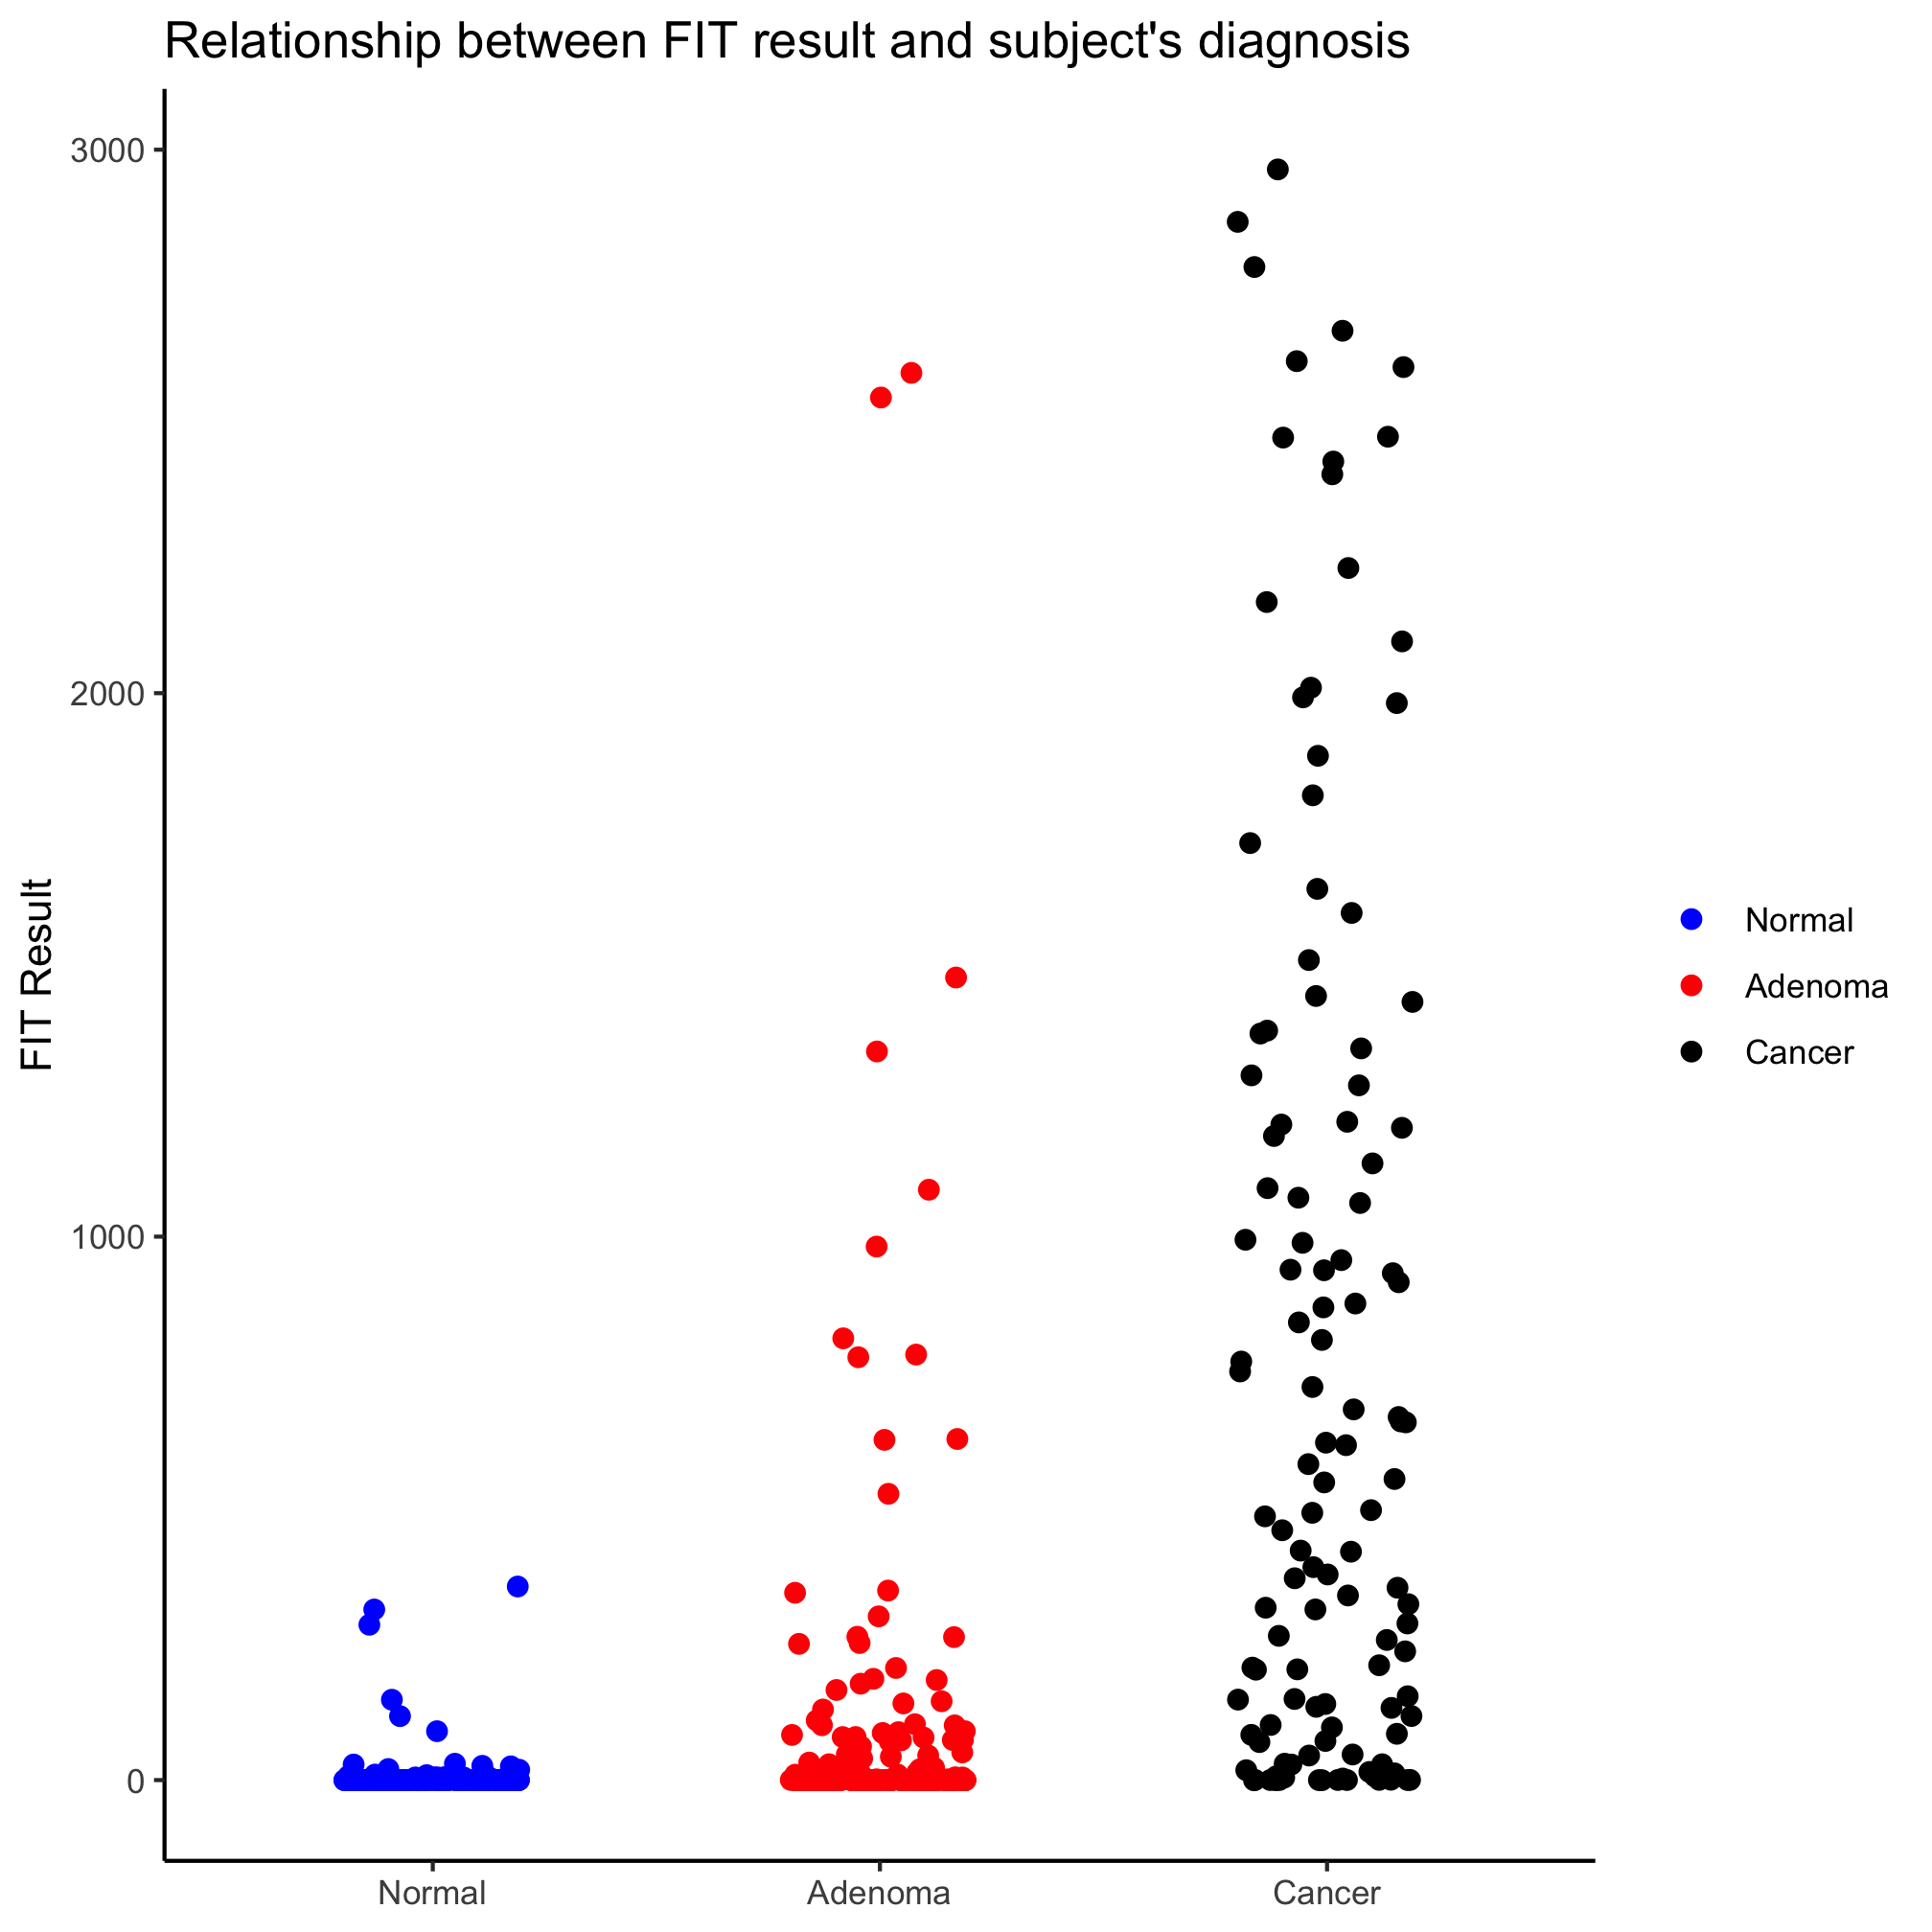 Relationship between FIT result and subject's diagnosis
3000
2000
1000
0
FIT Result
Normal
Adenoma
Cancer
Normal
Adenoma
Cancer